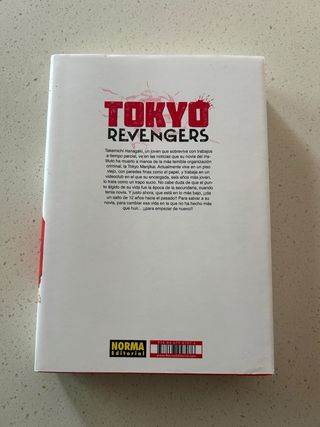 TOKYO
REVENGERS
Takemichi Hanagaki, un joven que sobrevive con trabajos
a tiempo parcial, ve en las noticias que su novia del ins-
tituto ha muerto a manos de la más temible organización
criminal, la Tokyo Manjikai. Actualmente vive en un piso
viejo, con paredes finas como el papel, y trabaja en un
videoclub en el que su encargada, seis años más joven,
lo trata como un trapo sucio. No cabe duda de que el pun-
to álgido de su vida fue la época de la secundaria, cuando
tenía novia. Y justo ahora, que está en lo más bajo, ¿da
un salto de 12 años hacia el pasado? Para salvar a su
novia, para cambiar esa vida en la que no ha hecho más
que huir... ¡¡para empezar de nuevo!!
NORMA
Editorial